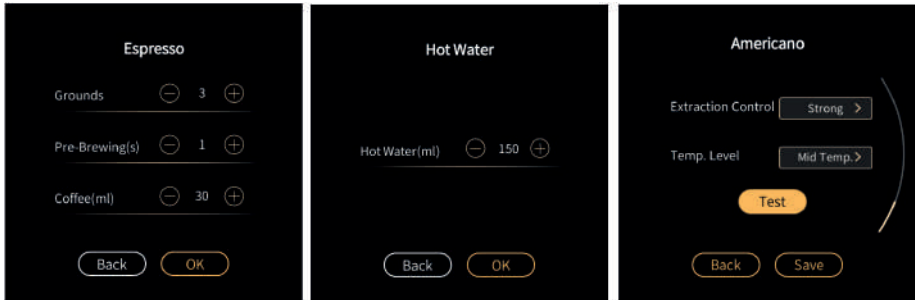 Espresso
Grounds 3
Pre-Brewing(s) 1
Coffee(ml) 30
Back OK
Hot Water
Hot Water(ml) 150
Back OK
Americano
Extraction Control Strong >
Temp. Level Mid Temp. >
Test
Back Save